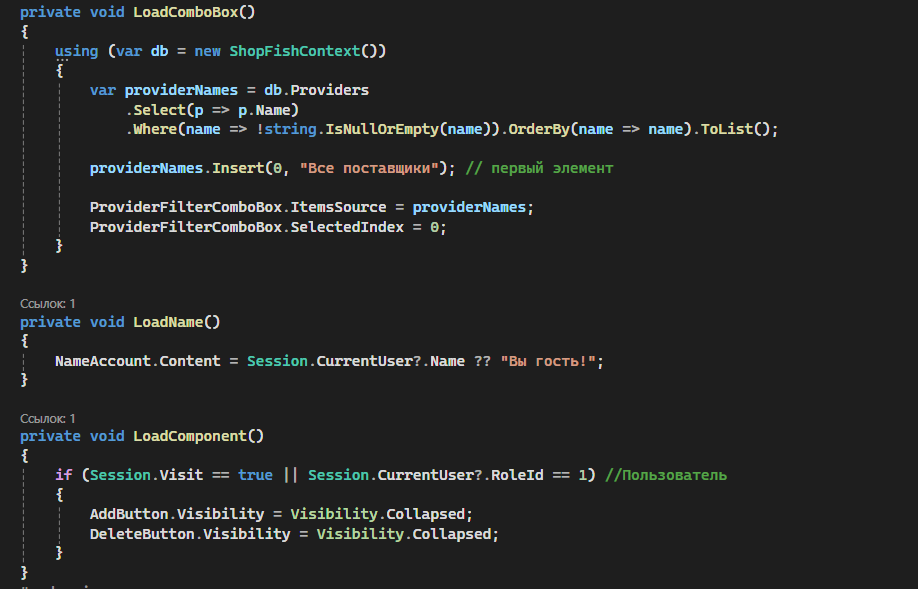 private void LoadComboBox()
{
using (var db = new ShopFishContext())
{
var providerNames = db.Providers
.Select(p => p.Name)
.Where(name => !string.IsNullOrEmpty(name)).OrderBy(name => name).ToList();
providerNames.Insert(0, "Все поставщики"); // первый элемент
ProviderFilterComboBox.ItemsSource = providerNames;
ProviderFilterComboBox.SelectedIndex = 0;
}
}
Ссылок: 1
private void LoadName()
{
NameAccount.Content = Session.CurrentUser?.Name ?? "Вы гость!";
}
Ссылок: 1
private void LoadComponent()
{
if (Session.Visit == true || Session.CurrentUser?.RoleId == 1) //Пользователь
{
AddButton.Visibility = Visibility.Collapsed;
DeleteButton.Visibility = Visibility.Collapsed;
}
}